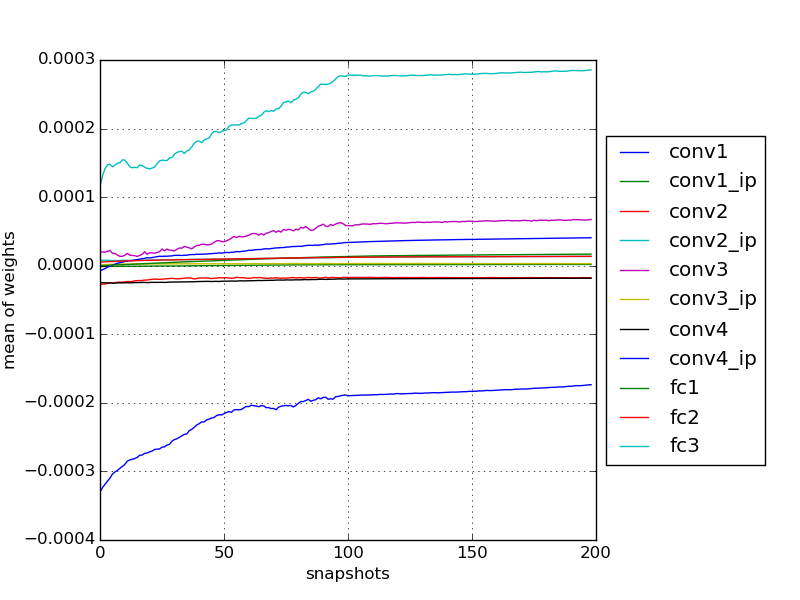 0.0003
0.0002
0.0001
0.0000
−0.0001
−0.0002
−0.0003
−0.0004
mean of weights
0 50 100 150 200
snapshots
conv1
conv1_ip
conv2
conv2_ip
conv3
conv3_ip
conv4
conv4_ip
fc1
fc2
fc3